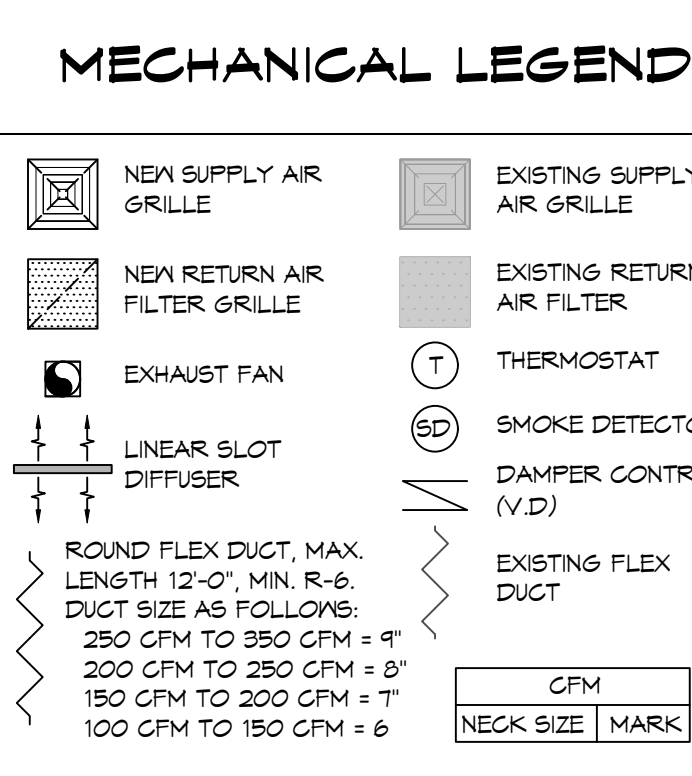 MECHANICAL LEGEND
NEW SUPPLY AIR
GRILLE
NEW RETURN AIR
FILTER GRILLE
EXHAUST FAN
LINEAR SLOT
DIFFUSER
ROUND FLEX DUCT, MAX.
LENGTH 12'-0", MIN. R-6.
DUCT SIZE AS FOLLOWS:
250 CFM TO 350 CFM = 9"
200 CFM TO 250 CFM = 8"
150 CFM TO 200 CFM = 7"
100 CFM TO 150 CFM = 6
EXISTING SUPPLY
AIR GRILLE
EXISTING RETURN
AIR FILTER
T THERMOSTAT
SD SMOKE DETECTO
DAMPER CONTR
(V.D)
EXISTING FLEX
DUCT
CFM
NECK SIZE MARK